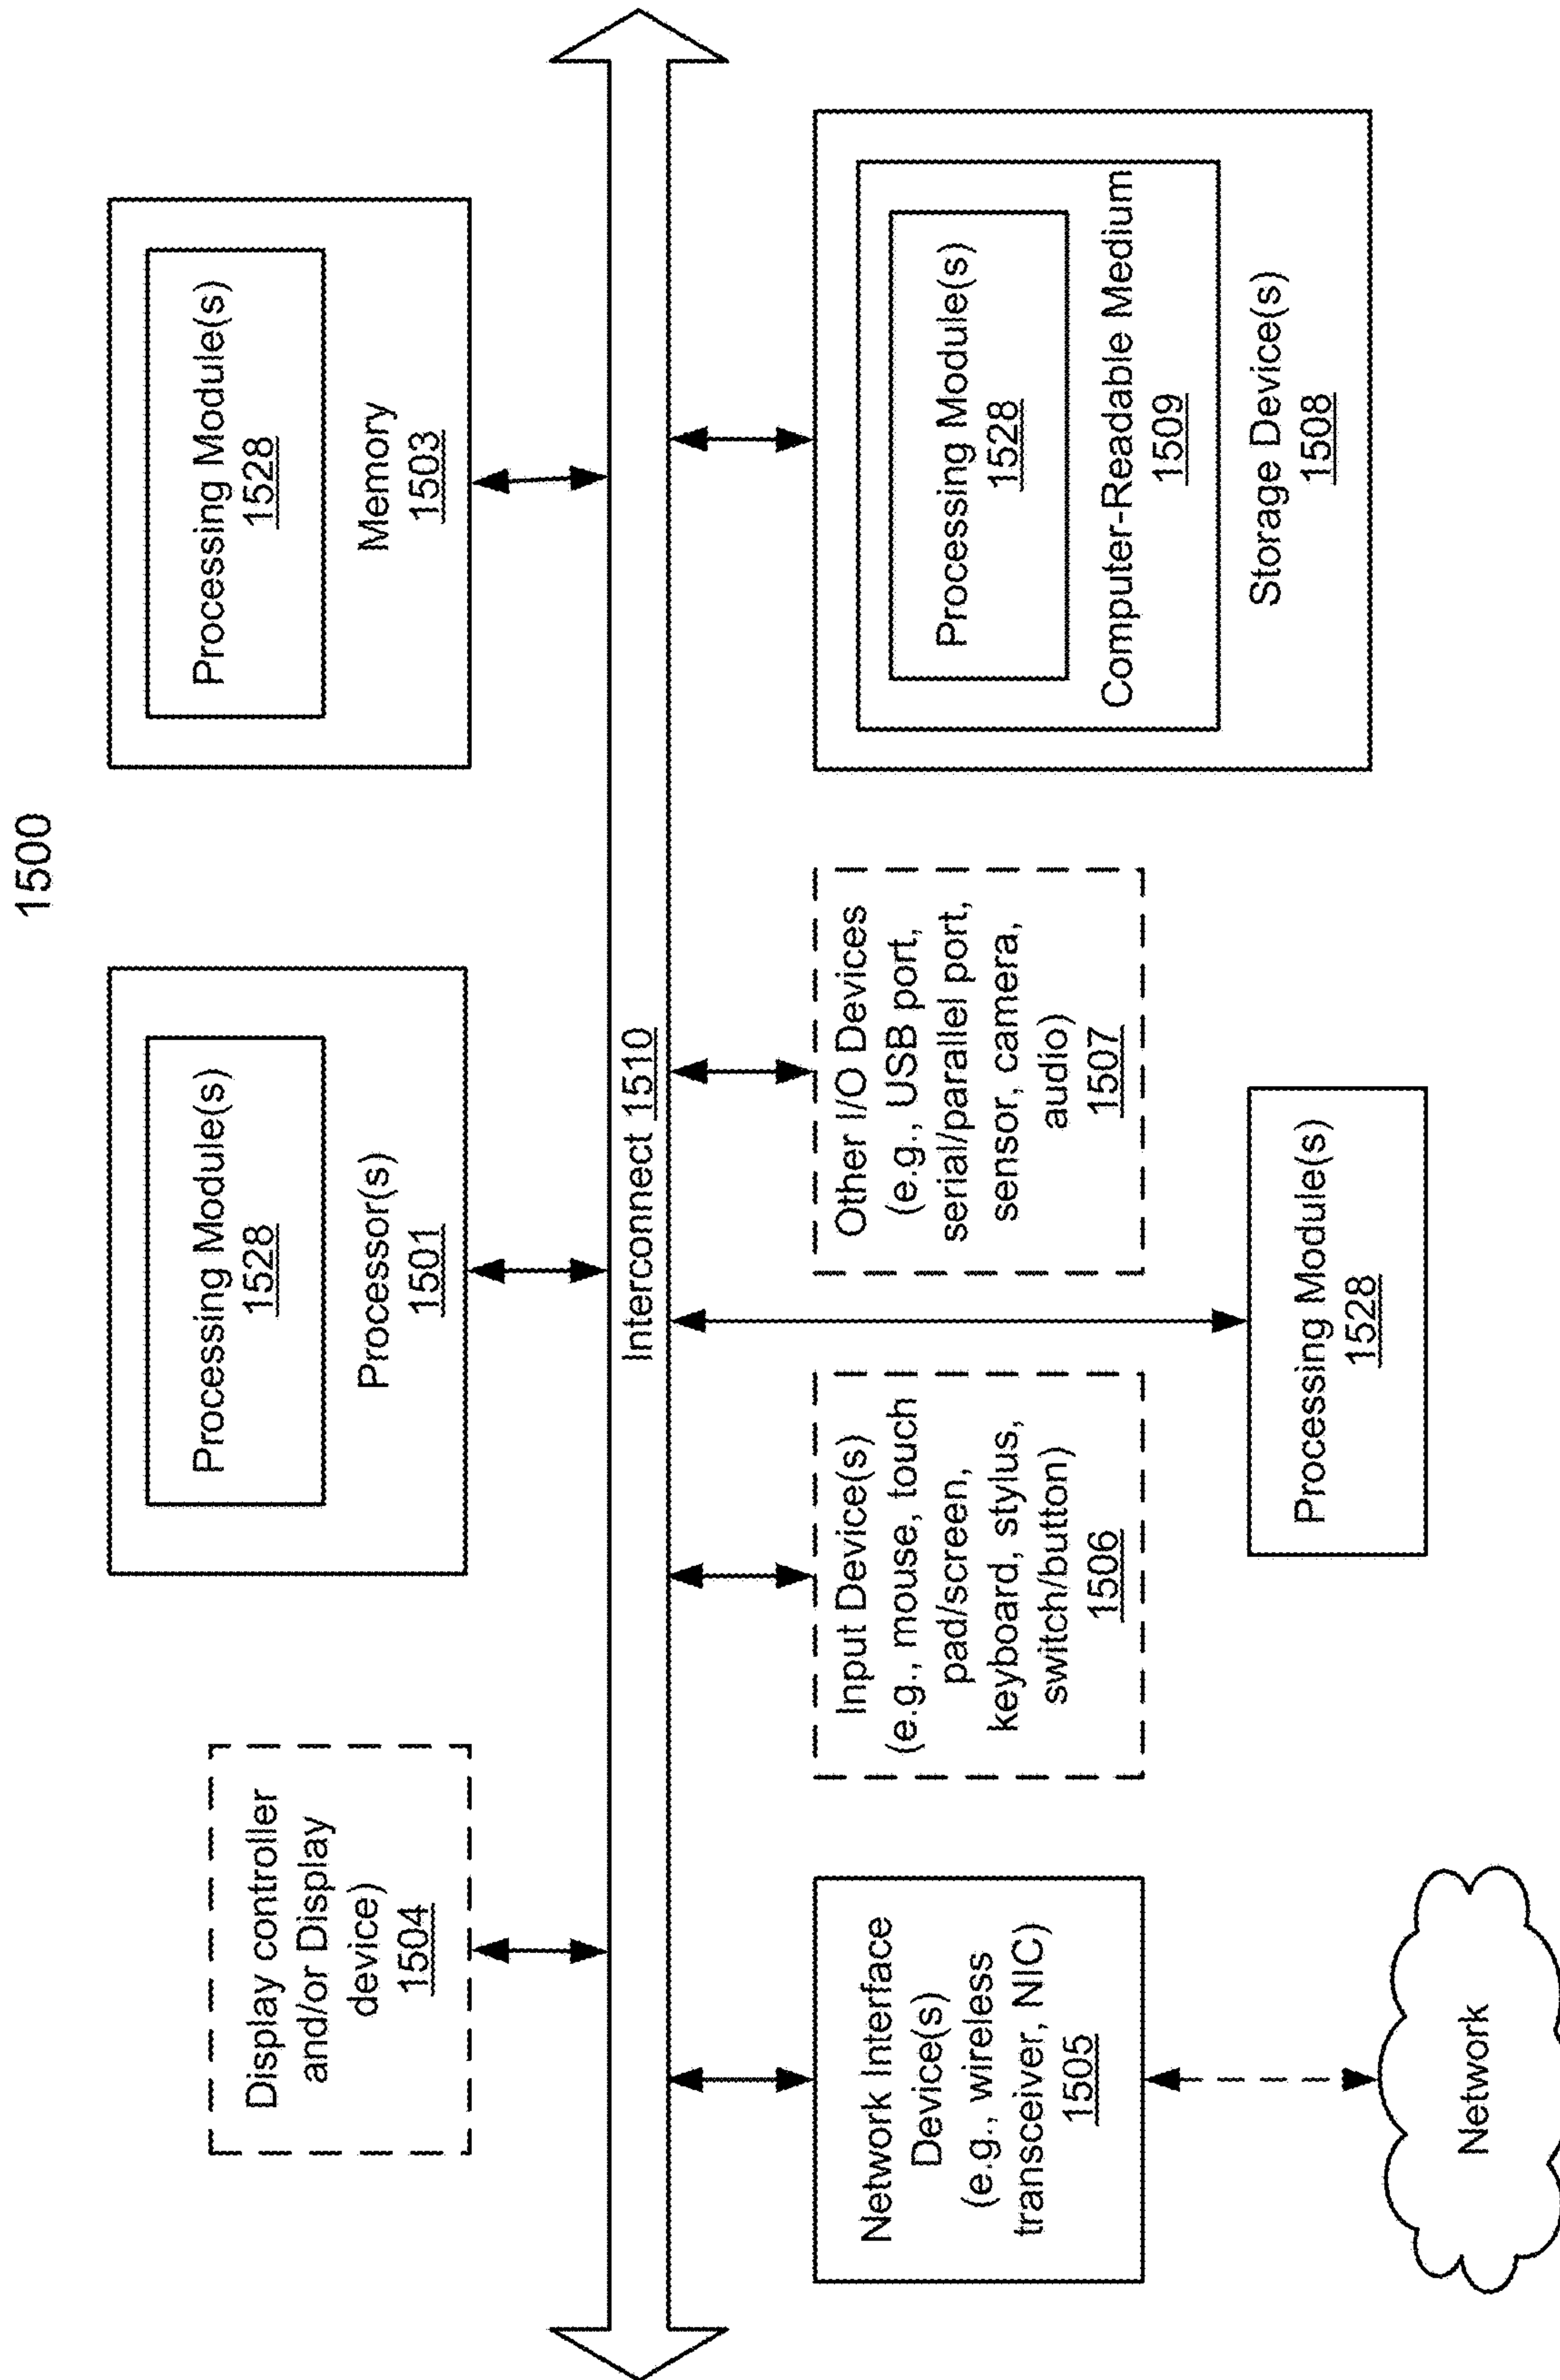 1500
Display controller
and/or Display
device)
1504
Processing Module(s)
1528
Processor(s)
1501
Processing Module(s)
1528
Memory
1503
Interconnect 1510
Network Interface
Device(s)
(e.g., wireless
transceiver, NIC)
1505
Input Device(s)
(e.g., mouse, touch
pad/screen,
keyboard, stylus,
switch/button)
1506
Other I/O Devices
(e.g., USB port,
serial/parallel port,
sensor, camera,
audio)
1507
Processing Module(s)
1528
Computer-Readable Medium
1509
Storage Device(s)
1508
Processing Module(s)
1528
Network